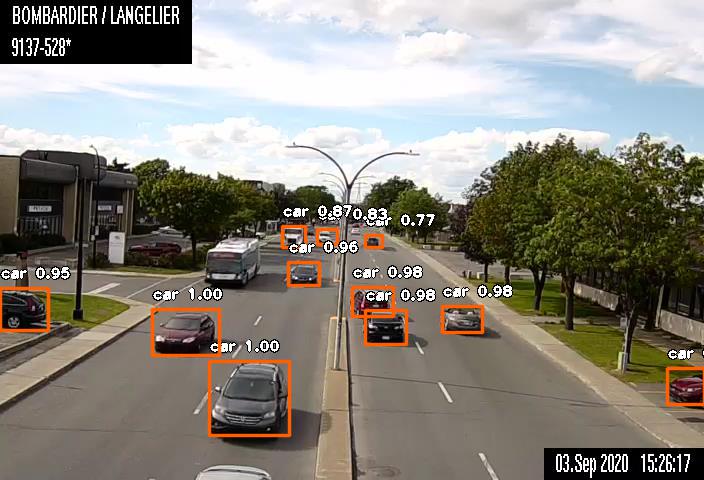 BOMBARDIER / LANGELIER
9137-528*
car 0.87
0.83
car 0.77
car 0.96
car 0.95
car 0.98
car 1.00
car 0.98
car 0.98
car 1.00
car
03.Sep 2020 15:26:17